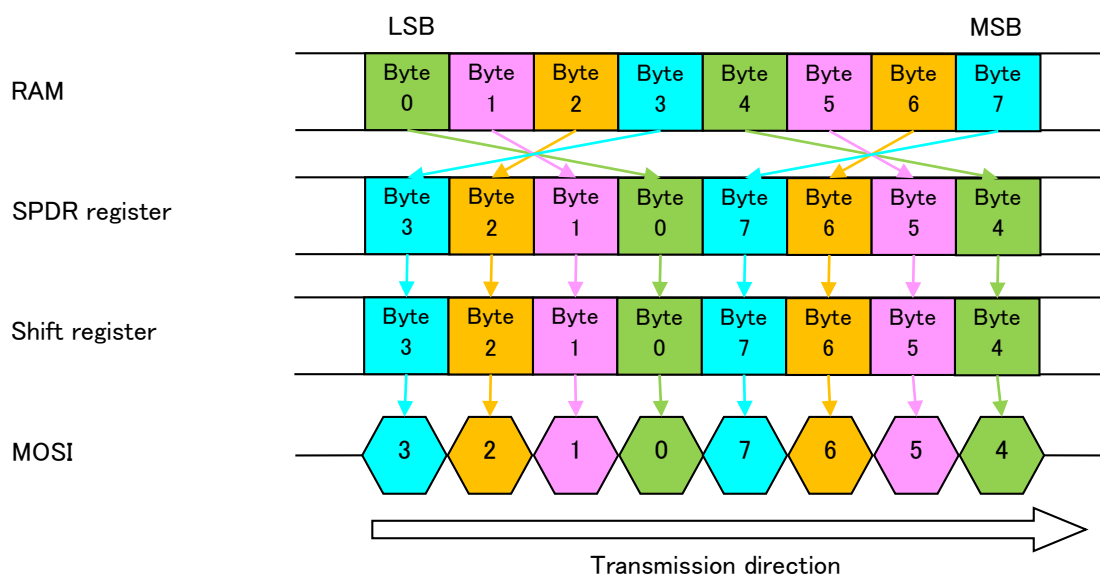 LSB MSB
RAM
Byte Byte Byte Byte Byte Byte Byte Byte
0 1 2 3 4 5 6 7
SPDR register
Byte Byte Byte Byte Byte Byte Byte Byte
3 2 1 0 7 6 5 4
Shift register
Byte Byte Byte Byte Byte Byte Byte Byte
3 2 1 0 7 6 5 4
MOSI
3 2 1 0 7 6 5 4
Transmission direction